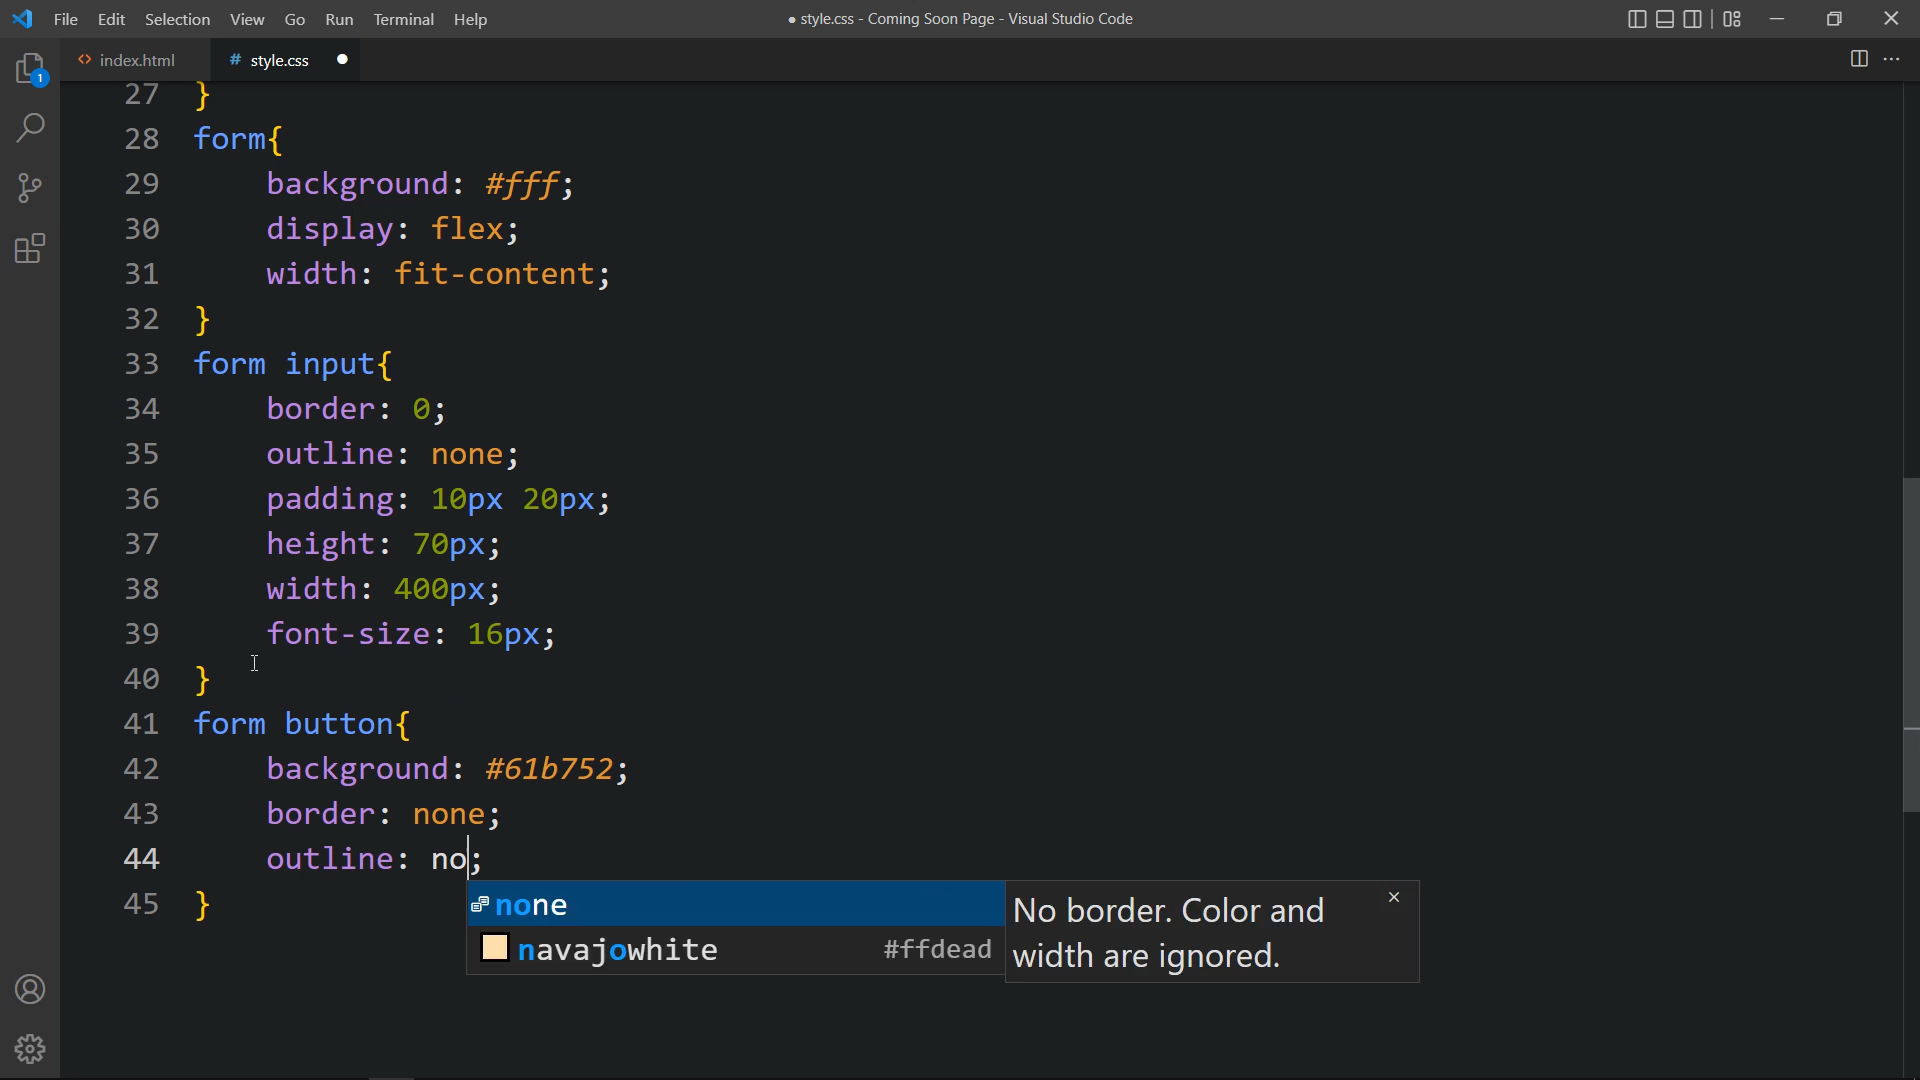 File Edit Selection View Go Run Terminal Help
● style.css - Coming Soon Page - Visual Studio Code
<> index.html
# style.css ●
1
27 }
28 form{
29 background: #fff;
30 display: flex;
31 width: fit-content;
32 }
33 form input{
34 border: 0;
35 outline: none;
36 padding: 10px 20px;
37 height: 70px;
38 width: 400px;
39 font-size: 16px;
40 }
41 form button{
42 background: #61b752;
43 border: none;
44 outline: no;
45 }
none
navajowhite #ffdead
No border. Color and
width are ignored.